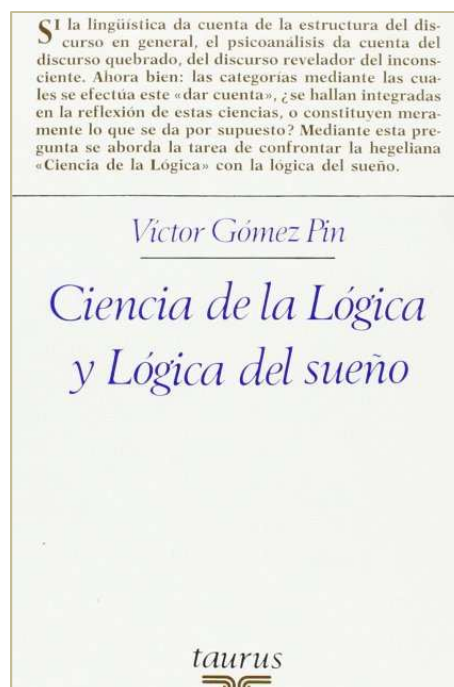 SI la lingüística da cuenta de la estructura del dis-
curso en general, el psicoanálisis da cuenta del
discurso quebrado, del discurso revelador del incons-
ciente. Ahora bien: las categorías mediante las cua-
les se efectúa este «dar cuenta», ¿se hallan integradas
en la reflexión de estas ciencias, o constituyen mera-
mente lo que se da por supuesto? Mediante esta pre-
gunta se aborda la tarea de confrontar la hegeliana
«Ciencia de la Lógica» con la lógica del sueño.
Víctor Gómez Pin
Ciencia de la Lógica
y Lógica del sueño
taurus